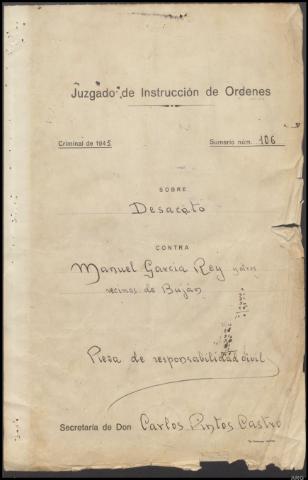 Juzgado de Instrucción de Ordenes
Criminal de 1945 Sumario núm. 106
SOBRE
Desacato
CONTRA
Manuel García Rey y otros
vecinos de Buján
Pieza de responsabilidad civil
Secretaría de Don Carlos Pintos Castro